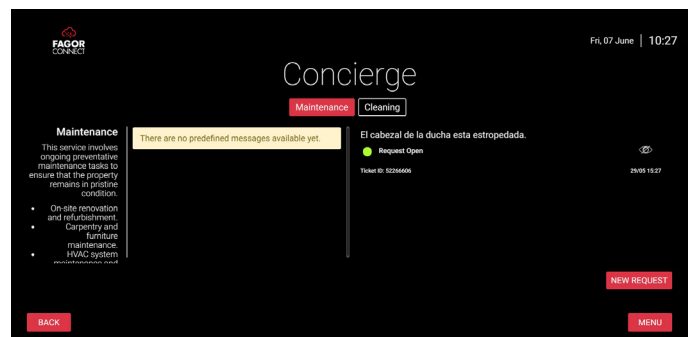 FAGOR
CONNECT
Fri, 07 June | 10:27
Concierge
Maintenance
Cleaning
Maintenance
This service involves
ongoing preventative
maintenance tasks to
ensure that the property
remains in pristine
condition.
• On-site renovation
and refurbishment.
• Carpentry and
furniture
maintenance.
• HVAC system
maintenance and
There are no predefined messages available yet.
El cabezal de la ducha esta estropedada.
Request Open
Ticket ID: 52266606
29/05 15:27
NEW REQUEST
BACK
MENU